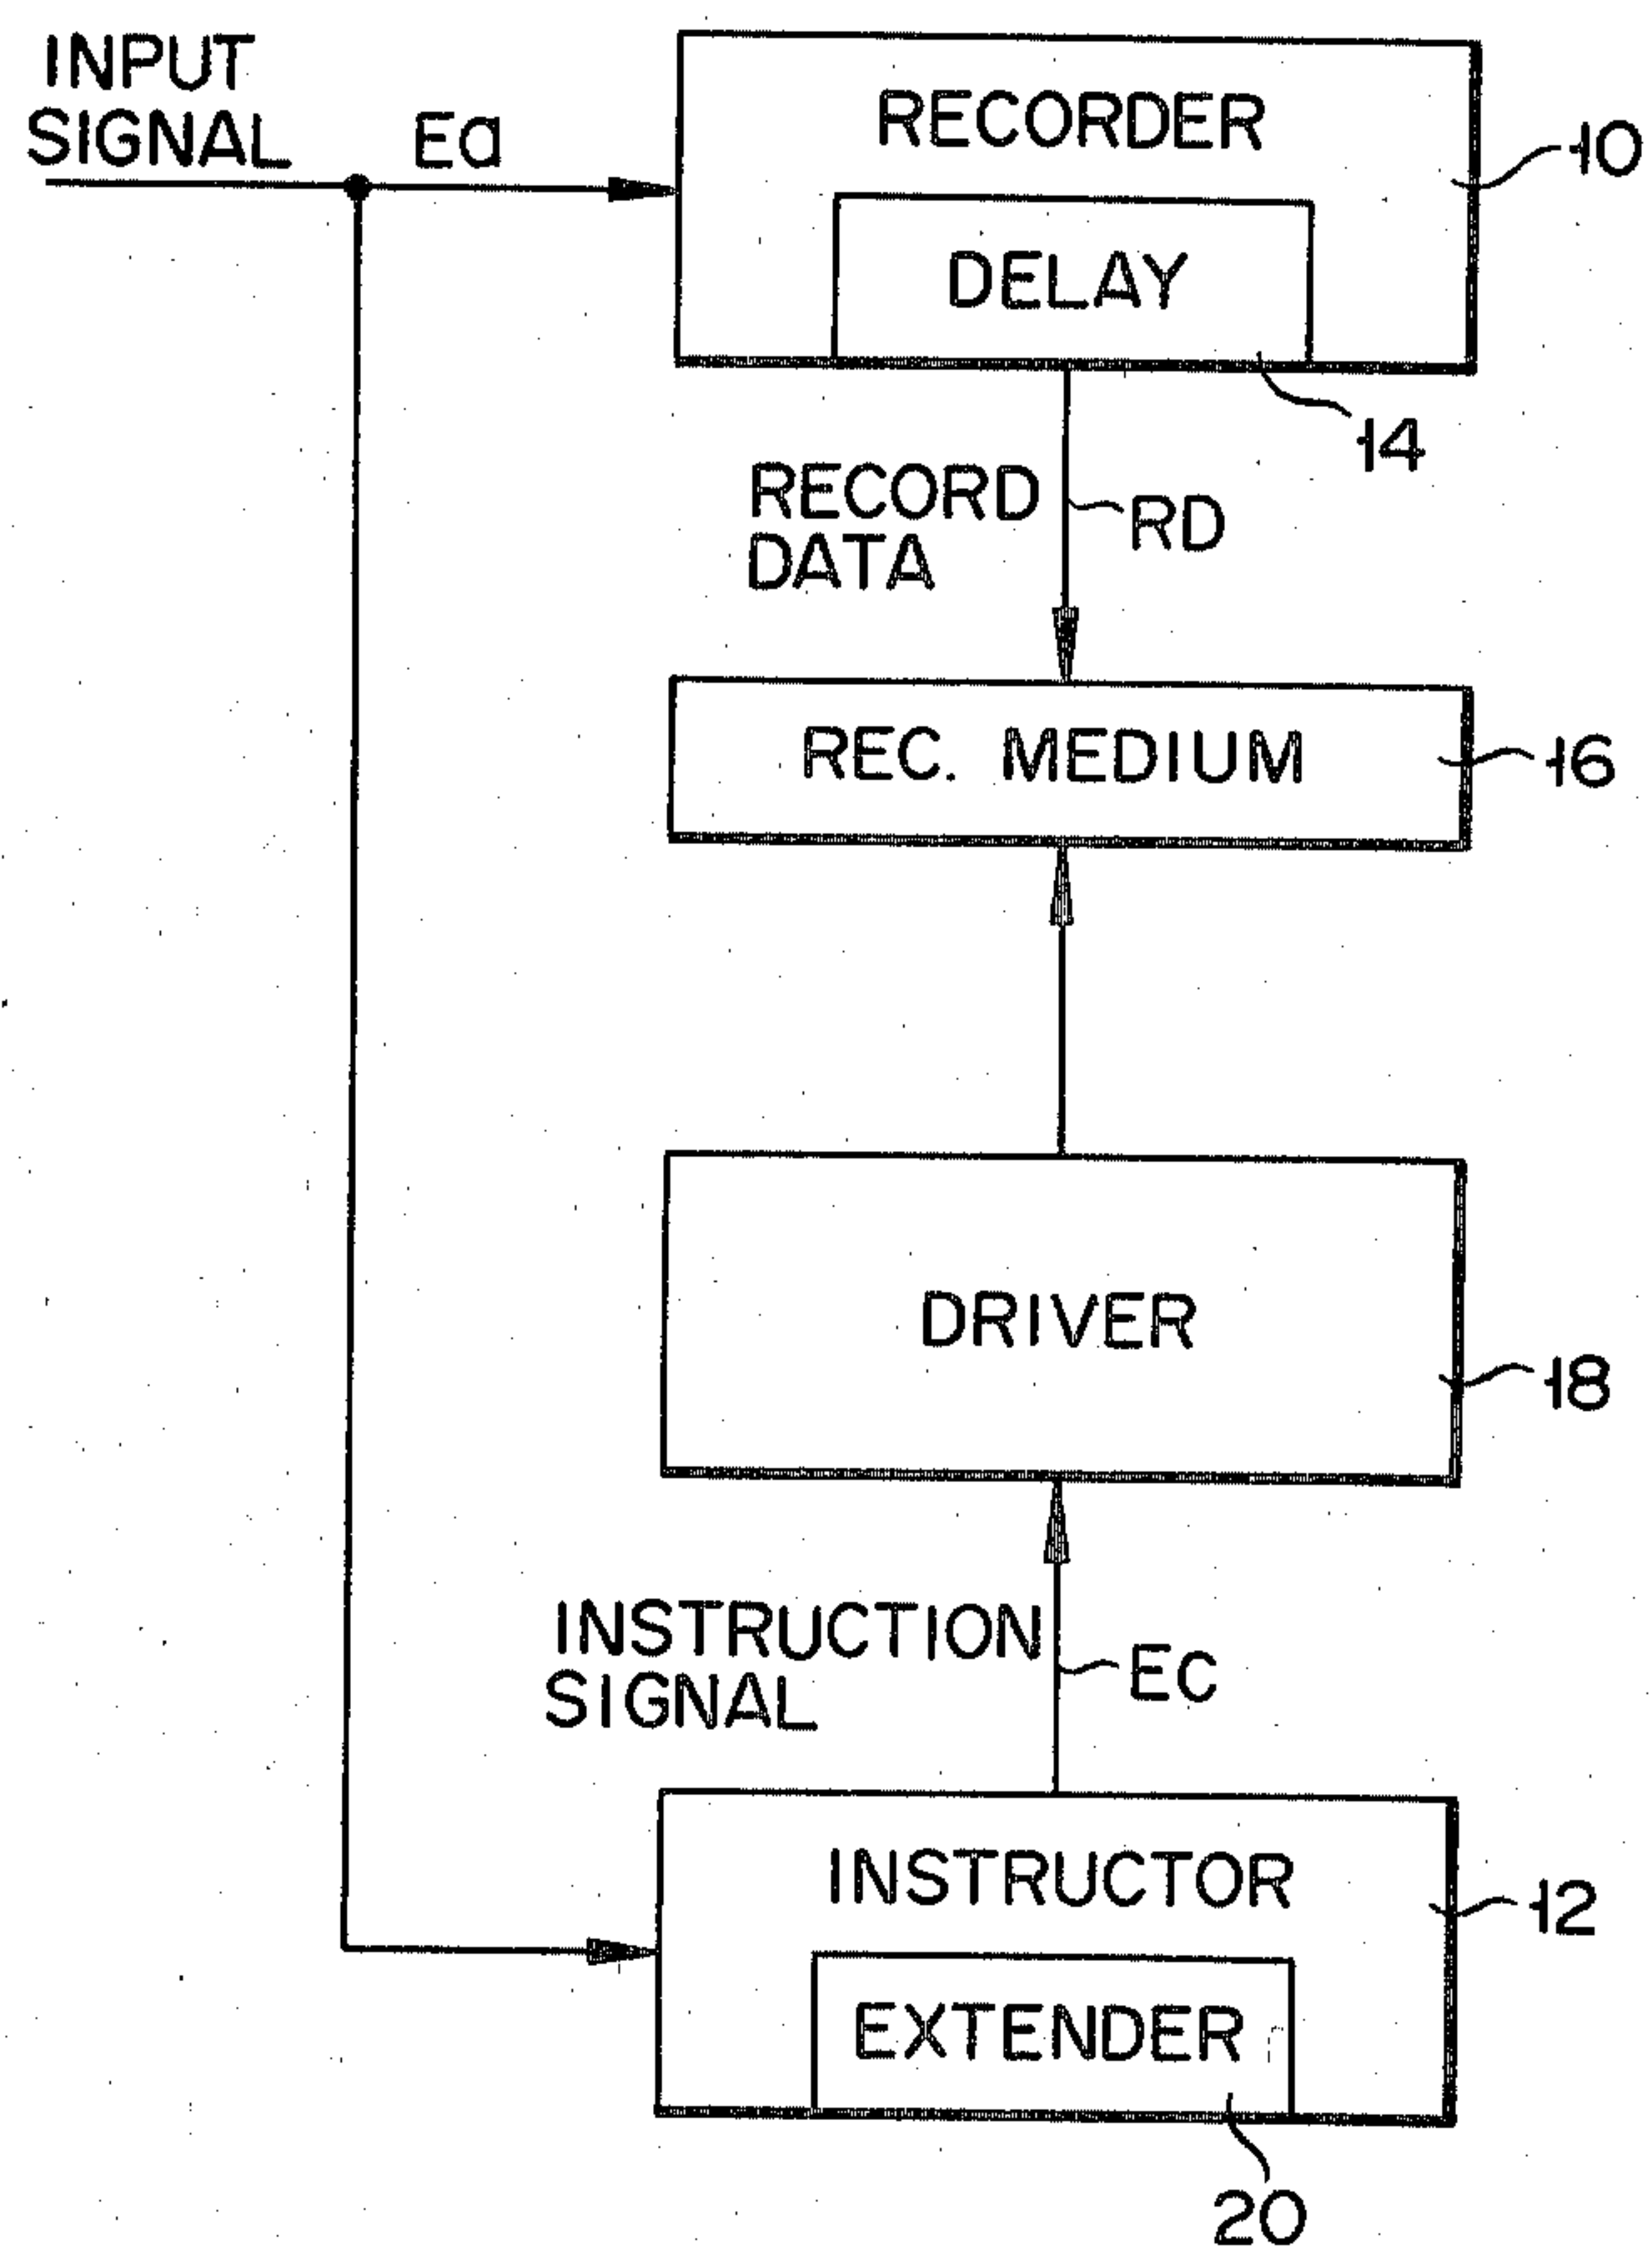 INPUT
SIGNAL
Ea
RECORDER
10
DELAY
14
RECORD
DATA
RD
REC. MEDIUM
16
DRIVER
18
INSTRUCTION
SIGNAL
EC
INSTRUCTOR
12
EXTENDER
20